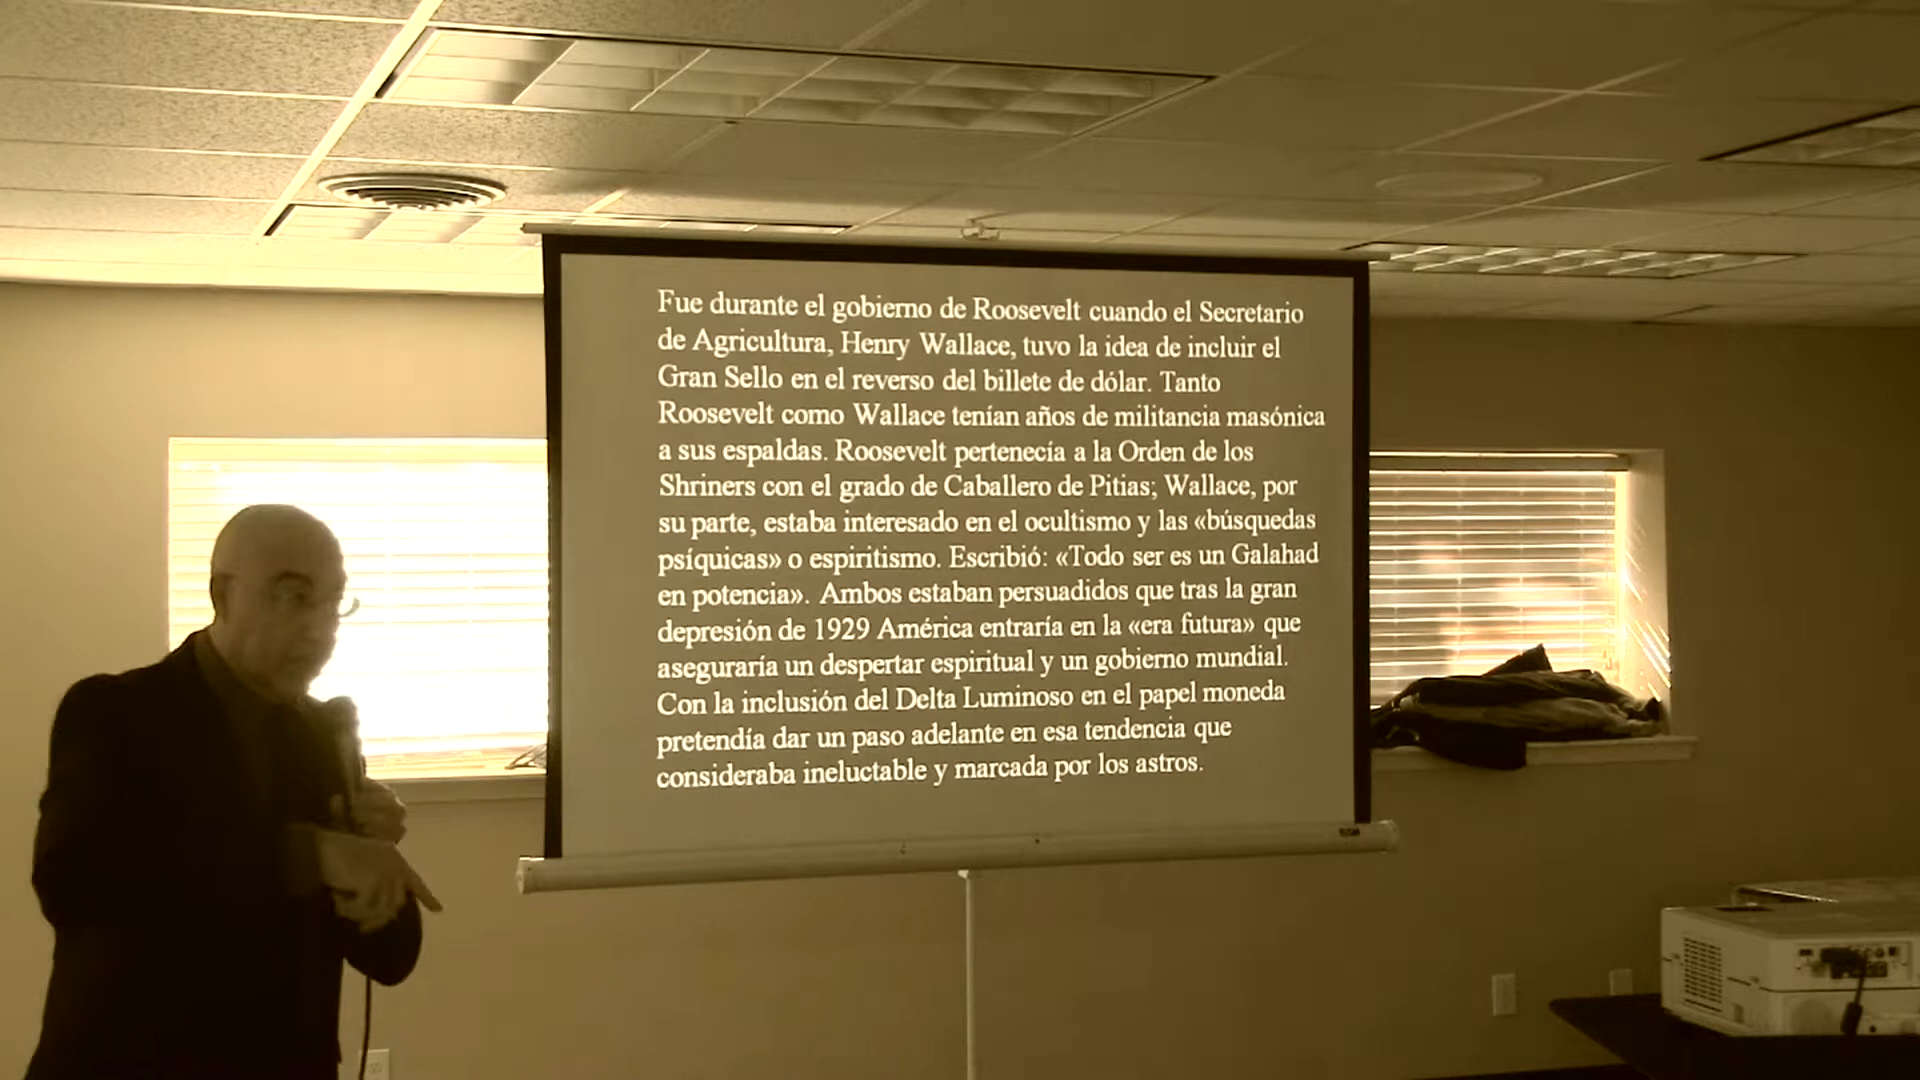 Fue durante el gobierno de Roosevelt cuando el Secretario
de Agricultura, Henry Wallace, tuvo la idea de incluir el
Gran Sello en el reverso del billete de dólar. Tanto
Roosevelt como Wallace tenían años de militancia masónica
a sus espaldas. Roosevelt pertenecía a la Orden de los
Shriners con el grado de Caballero de Pitias; Wallace, por
su parte, estaba interesado en el ocultismo y las «búsquedas
psíquicas» o espiritismo. Escribió: «Todo ser es un Galahad
en potencia». Ambos estaban persuadidos que tras la gran
depresión de 1929 América entraría en la «era futura» que
aseguraría un despertar espiritual y un gobierno mundial.
Con la inclusión del Delta Luminoso en el papel moneda
pretendía dar un paso adelante en esa tendencia que
consideraba ineluctable y marcada por los astros.